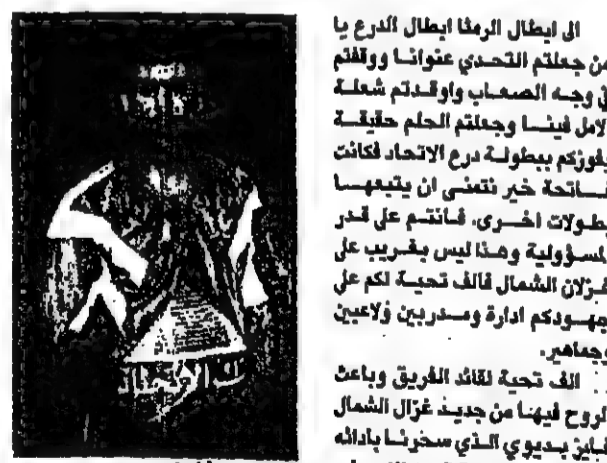 الى ابطال الرمثا ابطال الدرع يا
من جعلتم التحدي عنوانا ووقفتم
في وجه الصعاب واوقدتم شعلة
الامل فينا وجعلتم الحلم حقيقة
بفوزكم ببطولة درع الاتحاد فكانت
فاتحة خير نتمنى ان يتبعها
بطولات اخرى. فانتم على قدر
المسؤولية وهذا ليس بغريب على
غزلان الشمال فالف تحية لكم على
جهودكم ادارة ومدربين ولاعبين
وجماهير.
الف تحية لقائد الفريق وباعث
الروح فيها من جديد غزال الشمال
فايز بديوي الذي سحرنا بادائه